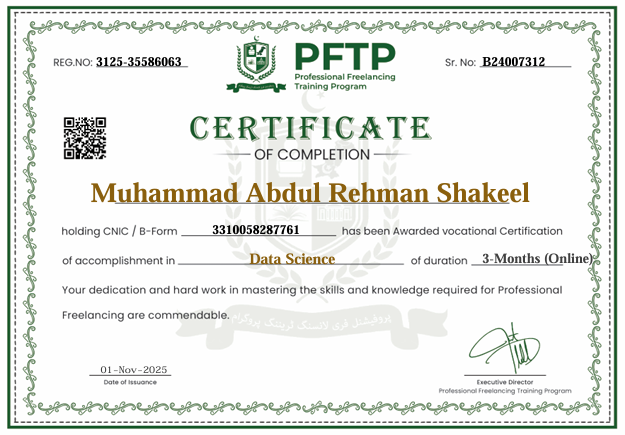 REG.NO: 3125-35586063
PFTP
Professional Freelancing
Training Program
Sr. No: B24007312
CERTIFICATE
OF COMPLETION
Muhammad Abdul Rehman Shakeel
holding CNIC / B-Form 3310058287761 has been Awarded vocational Certification
of accomplishment in Data Science of duration 3-Months (Online)
Your dedication and hard work in mastering the skills and knowledge required for Professional
Freelancing are commendable.
پروفیشنل فری لانسنگ ٹریننگ پروگرام
01-Nov-2025
Date of Issuance
Executive Director
Professional Freelancing Training Program